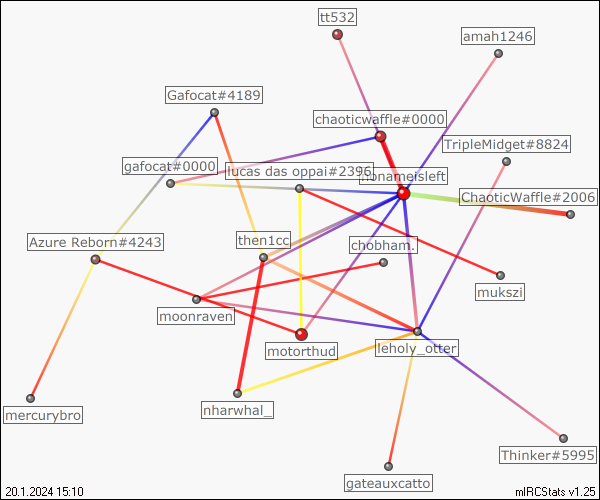 tt532
amah1246
Gafocat#4189
chaoticwaffle#0000
TripleMidget#8824
gafocat#0000
lucas das oppai#2396
nonameisleft
ChaoticWaffle#2006
Azure Reborn#4243
then1cc
chobham.
mukszi
moonraven
motorthud
leholy_otter
mercurybro
nharwhal_
Thinker#5995
gateauxcatto
20.1.2024 15:10
mIRCStats v1.25